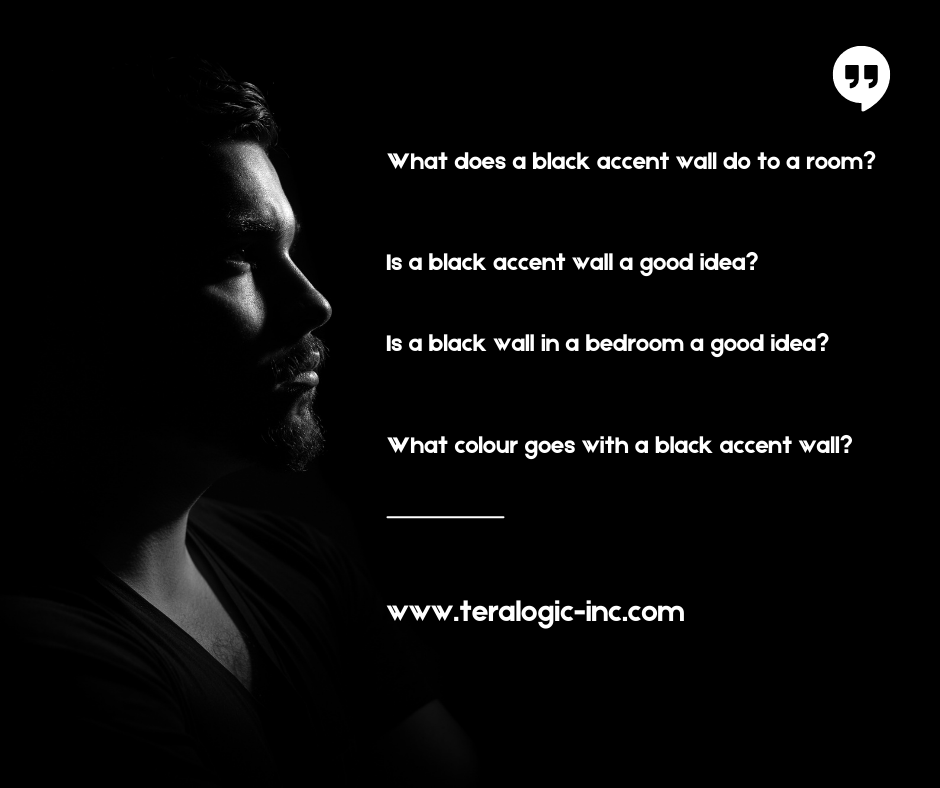 What does a black accent wall do to a room?
Is a black accent wall a good idea?
Is a black wall in a bedroom a good idea?
What colour goes with a black accent wall?
www.teralogic-inc.com